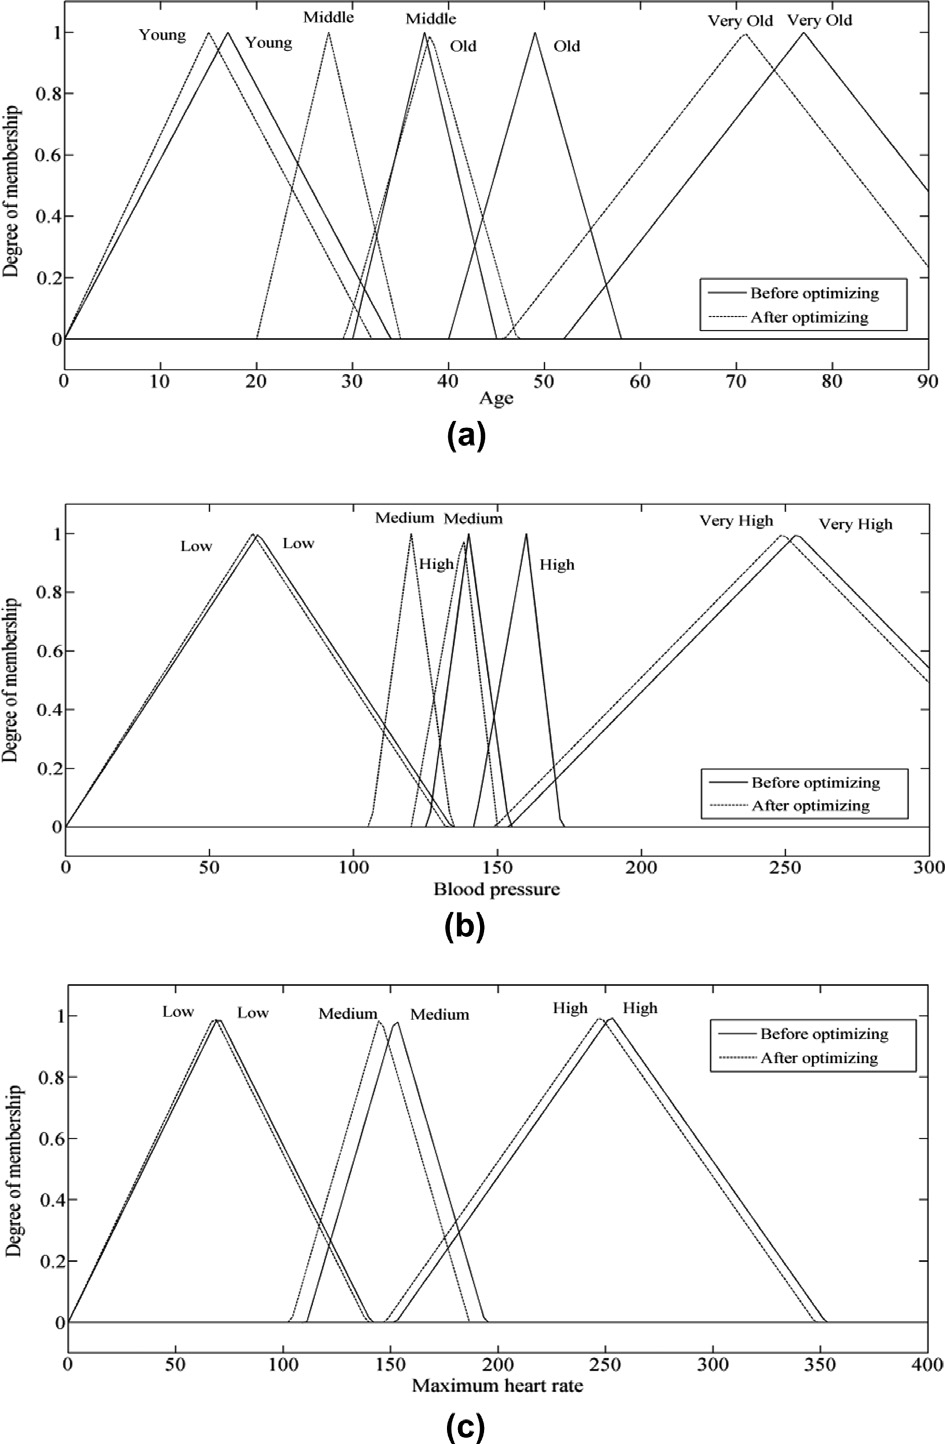 Middle Middle Very Old Very Old
1
Young Young Old Old
0.8
0.6
0.4
0.2
0
Degree of membership
Before optimizing
After optimizing
0 10 20 30 40 50 60 70 80 90
Age
(a)
Medium Medium Very High Very High
1
Low Low High High
0.8
0.6
0.4
0.2
0
Degree of membership
Before optimizing
After optimizing
0 50 100 150 200 250 300
Blood pressure
(b)
Low Low Medium Medium High High
1
0.8
0.6
0.4
0.2
0
Degree of membership
Before optimizing
After optimizing
0 50 100 150 200 250 300 350 400
Maximum heart rate
(c)